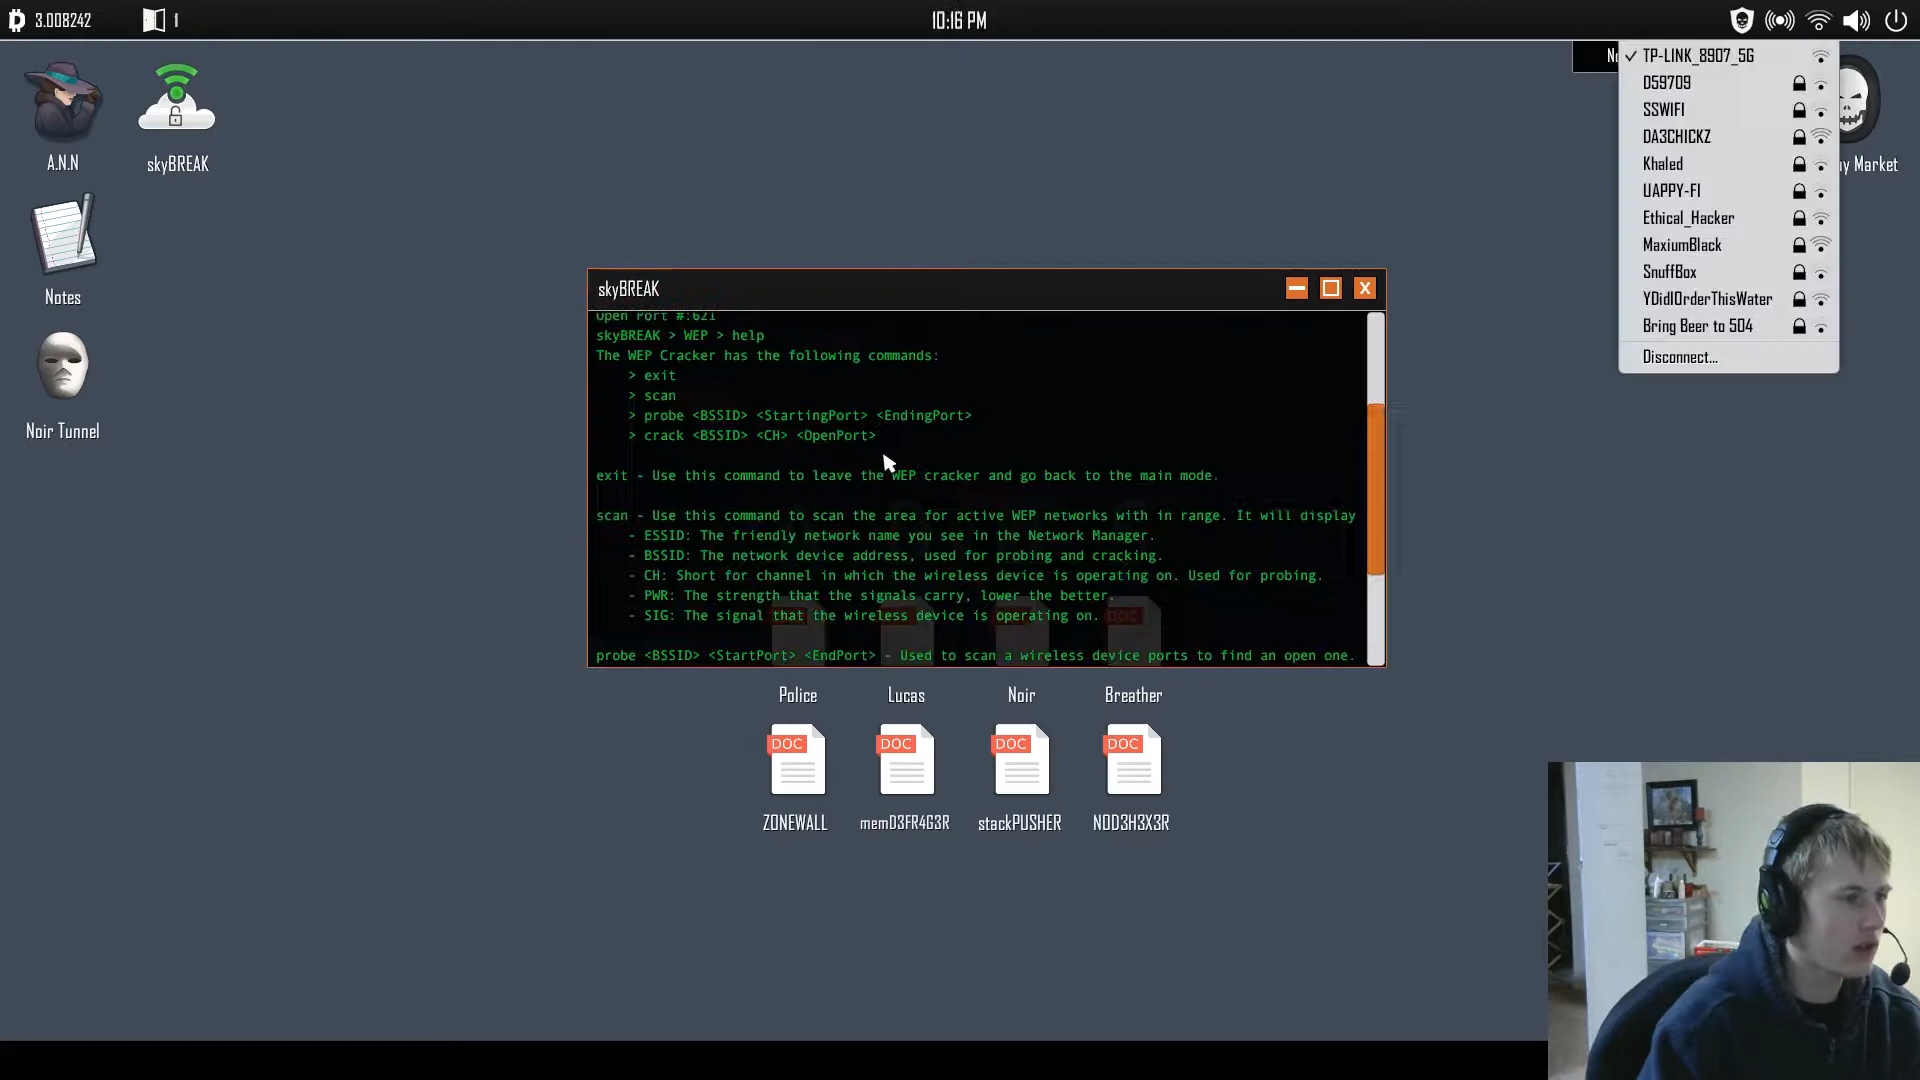 3.008242
1
10:16 PM
No
TP-LINK_8907_5G
D59709
SSWIFI
DA3CHICKZ
Khaled
UAPPY-FI
Ethical_Hacker
MaxiumBlack
SnuffBox
YDidIOrderThisWater
Bring Beer to 504
Disconnect...
A.N.N
skyBREAK
y Market
Notes
Noir Tunnel
skyBREAK
X
Open Port #:621
skyBREAK > WEP > help
The WEP Cracker has the following commands:
> exit
> scan
> probe <BSSID> <StartingPort> <EndingPort>
> crack <BSSID> <CH> <OpenPort>
exit - Use this command to leave the WEP cracker and go back to the main mode.
scan - Use this command to scan the area for active WEP networks with in range. It will display
- ESSID: The friendly network name you see in the Network Manager.
- BSSID: The network device address, used for probing and cracking.
- CH: Short for channel in which the wireless device is operating on. Used for probing.
- PWR: The strength that the signals carry, lower the better.
- SIG: The signal that the wireless device is operating on.
DOC
probe <BSSID> <StartPort> <EndPort> - Used to scan a wireless device ports to find an open one.
Police
Lucas
Noir
Breather
DOC
DOC
DOC
DOC
ZONEWALL
memD3FR4G3R
stackPUSHER
NOD3H3X3R